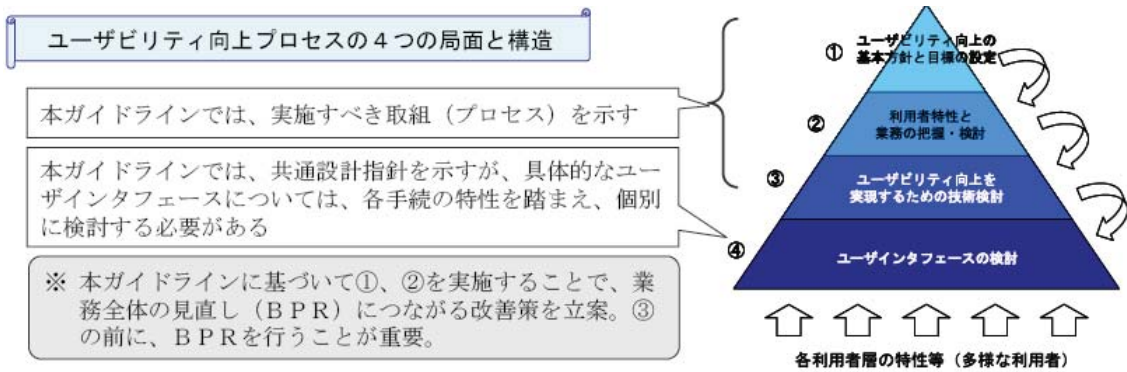 ユーザビリティ向上プロセスの４つの局面と構造
本ガイドラインでは、実施すべき取組（プロセス）を示す
本ガイドラインでは、共通設計指針を示すが、具体的なユー
ザインタフェースについては、各手続の特性を踏まえ、個別
に検討する必要がある
※ 本ガイドラインに基づいて①、②を実施することで、業
務全体の見直し（ＢＰＲ）につながる改善策を立案。③
の前に、ＢＰＲを行うことが重要。
①
ユーザビリティ向上の
基本方針と目標の設定
②
利用者特性と
業務の把握・検討
③
ユーザビリティ向上を
実現するための技術検討
④
ユーザインタフェースの検討
各利用者層の特性等（多様な利用者）